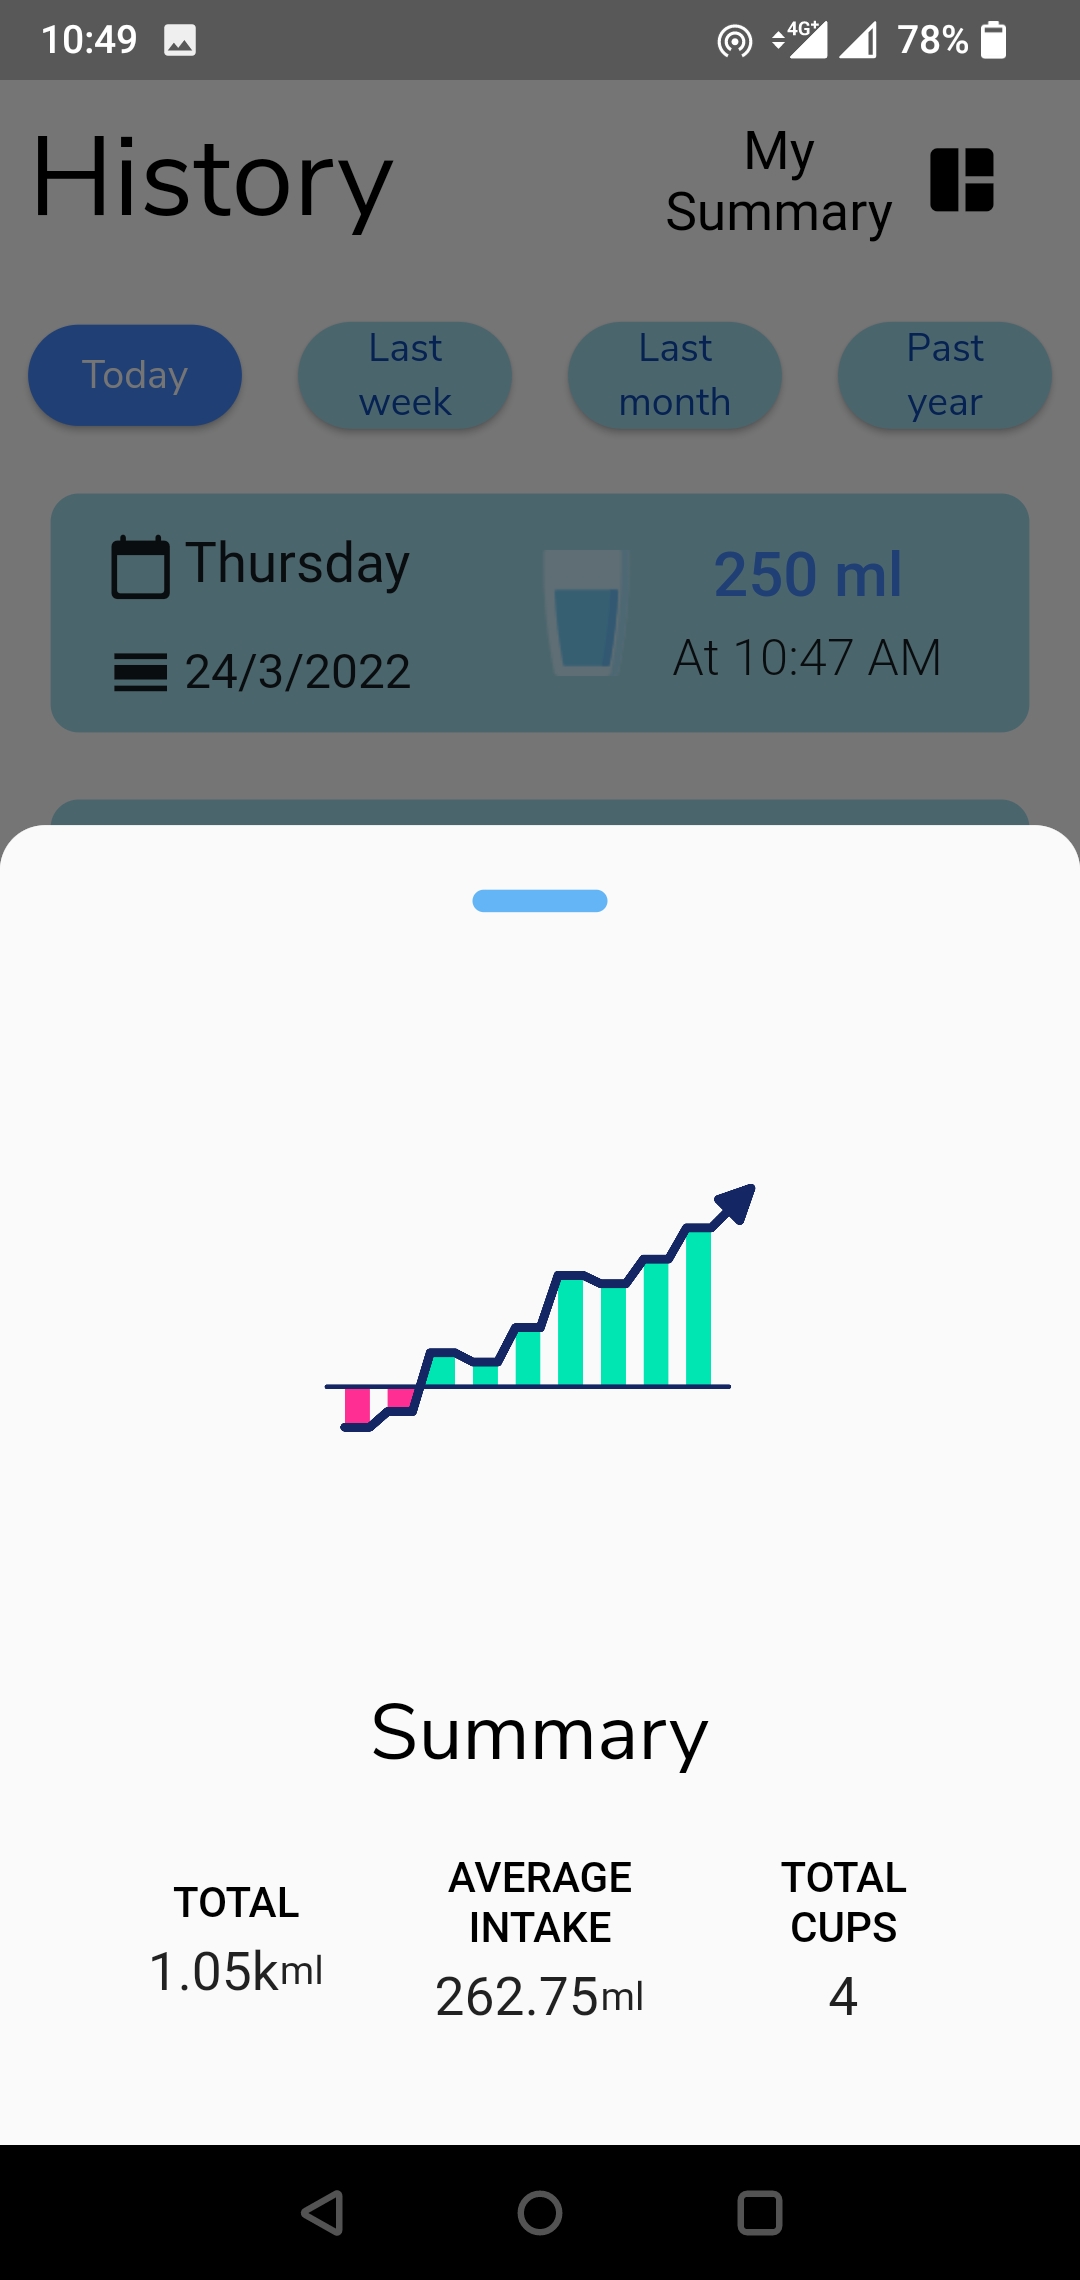 10:49
4G+
78%
History
My
Summary
Today
Last
week
Last
month
Past
year
Thursday
250 ml
24/3/2022
At 10:47 AM
Summary
TOTAL
1.05kml
AVERAGE
INTAKE
262.75ml
TOTAL
CUPS
4